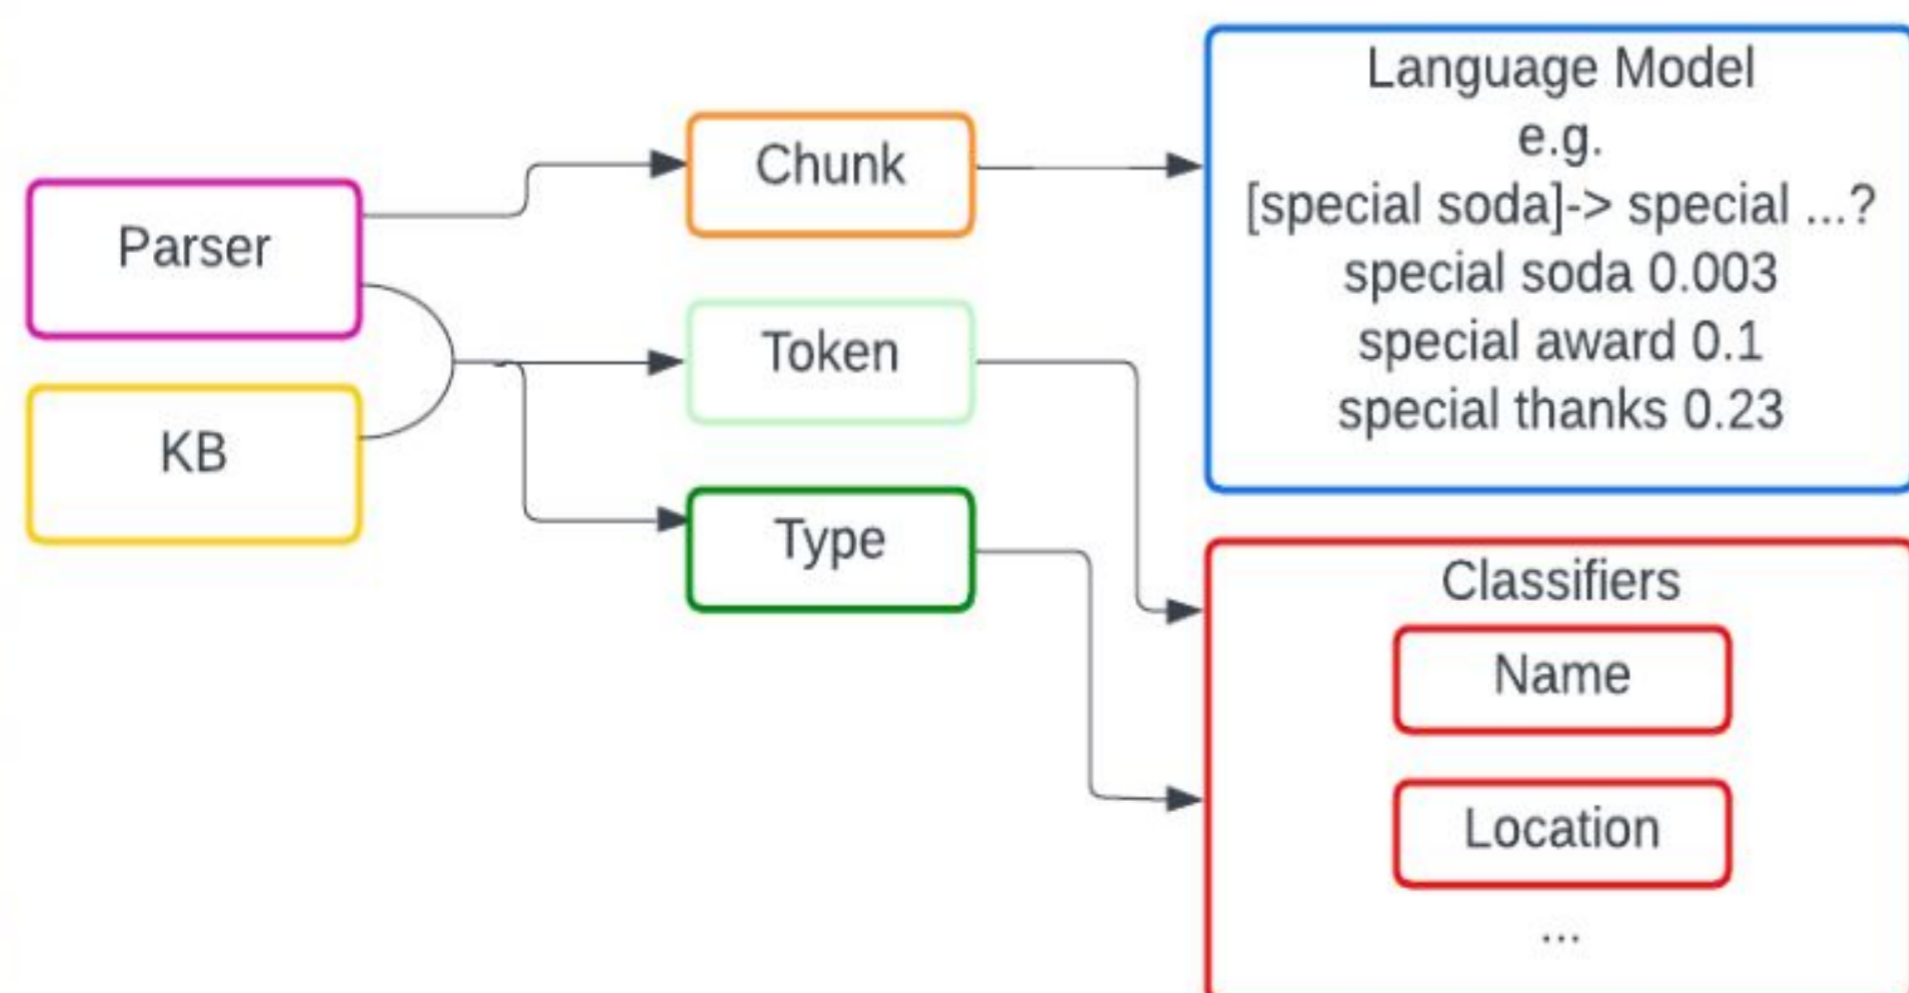 Parser
KB
Chunk
Token
Type
Language Model
e.g.
[special soda]-> special ...?
special soda 0.003
special award 0.1
special thanks 0.23
Classifiers
Name
Location
...